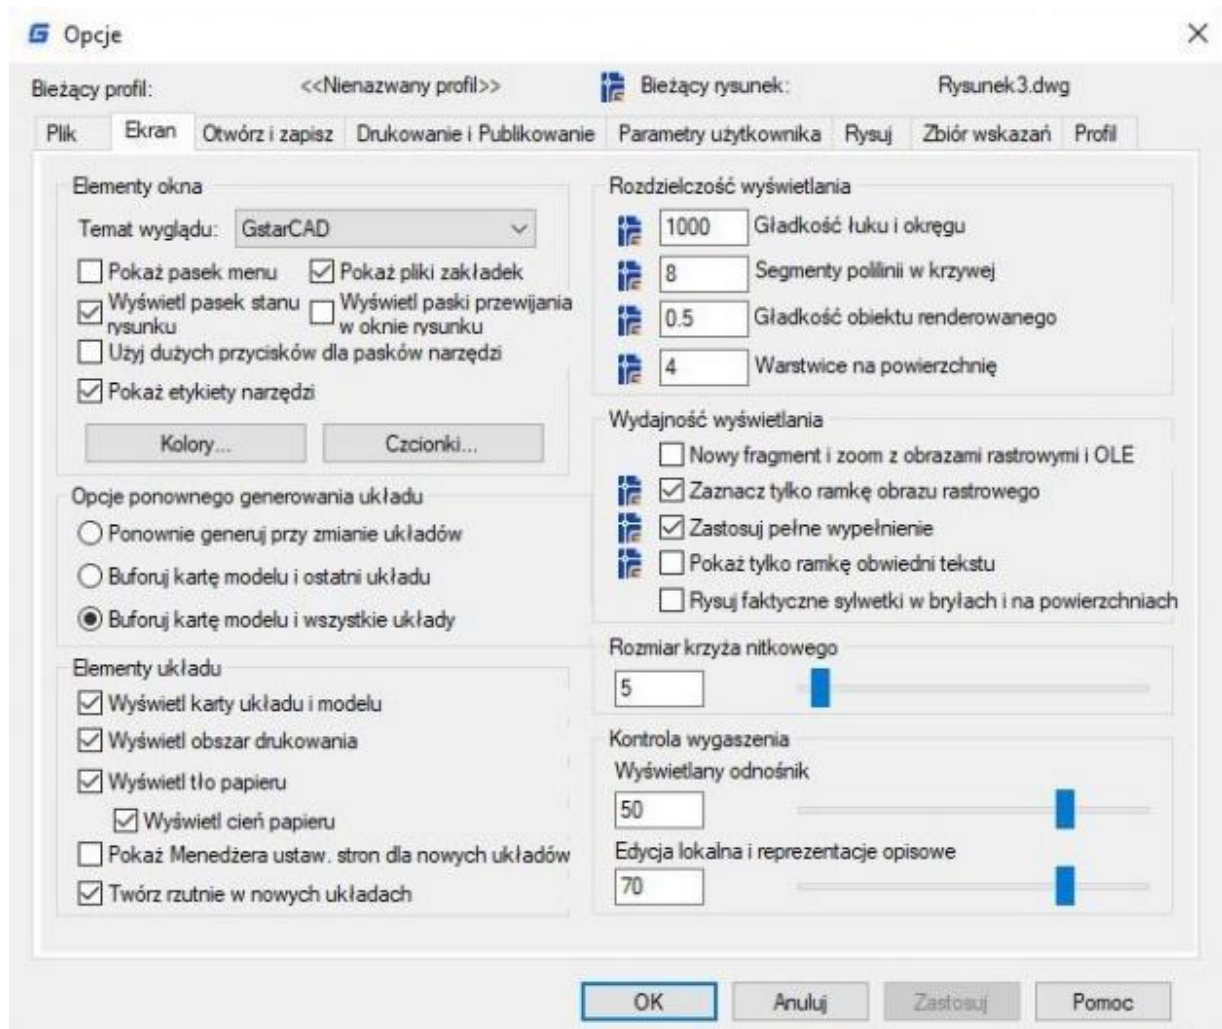 Opcje
Bieżący profil: <<Nienazwany profil>> Bieżący rysunek: Rysunek3.dwg
Plik Ekran Otwórz i zapisz Drukowanie i Publikowanie Parametry użytkownika Rysuj Zbiór wskazań Profil
Elementy okna
Temat wyglądu: GstarCAD
Pokaż pasek menu Pokaż pliki zakładek
Wyświetl pasek stanu rysunku Wyświetl paski przewijania w oknie rysunku
Użyj dużych przycisków dla pasków narzędzi
Pokaż etykiety narzędzi
Kolory... Czcionki...
Opcje ponownego generowania układu
Ponownie generuj przy zmianie układów
Buforuj kartę modelu i ostatni układu
Buforuj kartę modelu i wszystkie układy
Elementy układu
Wyświetl karty układu i modelu
Wyświetl obszar drukowania
Wyświetl tło papieru
Wyświetl cień papieru
Pokaż Menedżera ustaw. stron dla nowych układów
Twórz rzutnie w nowych układach
Rozdzielczość wyświetlania
1000 Gładkość łuku i okręgu
8 Segmenty polilinii w krzywej
0.5 Gładkość obiektu renderowanego
4 Warstwice na powierzchnię
Wydajność wyświetlania
Nowy fragment i zoom z obrazami rastrowymi i OLE
Zaznacz tylko ramkę obrazu rastrowego
Zastosuj pełne wypełnienie
Pokaż tylko ramkę obwiedni tekstu
Rysuj faktyczne sylwetki w bryłach i na powierzchniach
Rozmiar krzyża nitkowego
5
Kontrola wygaszenia
Wyświetlany odnośnik
50
Edycja lokalna i reprezentacje opisowe
70
OK Anuluj Zastosuj Pomoc